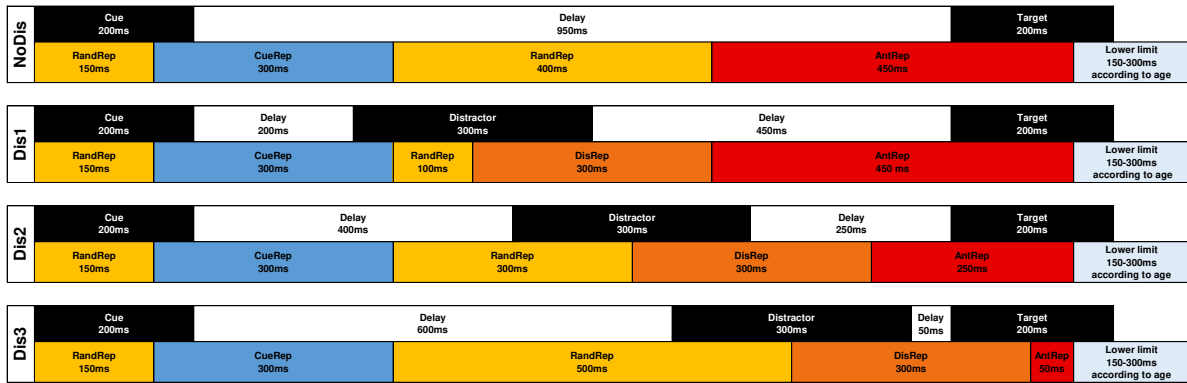 NoDis
Cue
200ms
Delay
950ms
Target
200ms
RandRep
150ms
CueRep
300ms
RandRep
400ms
AntRep
450ms
Lower limit
150-300ms
according to age
Dis1
Cue
200ms
Delay
200ms
Distractor
300ms
Delay
450ms
Target
200ms
RandRep
150ms
CueRep
300ms
RandRep
100ms
DisRep
300ms
AntRep
450 ms
Lower limit
150-300ms
according to age
Dis2
Cue
200ms
Delay
400ms
Distractor
300ms
Delay
250ms
Target
200ms
RandRep
150ms
CueRep
300ms
RandRep
300ms
DisRep
300ms
AntRep
250ms
Lower limit
150-300ms
according to age
Dis3
Cue
200ms
Delay
600ms
Distractor
300ms
Delay
50ms
Target
200ms
RandRep
150ms
CueRep
300ms
RandRep
500ms
DisRep
300ms
AntRep
50ms
Lower limit
150-300ms
according to age